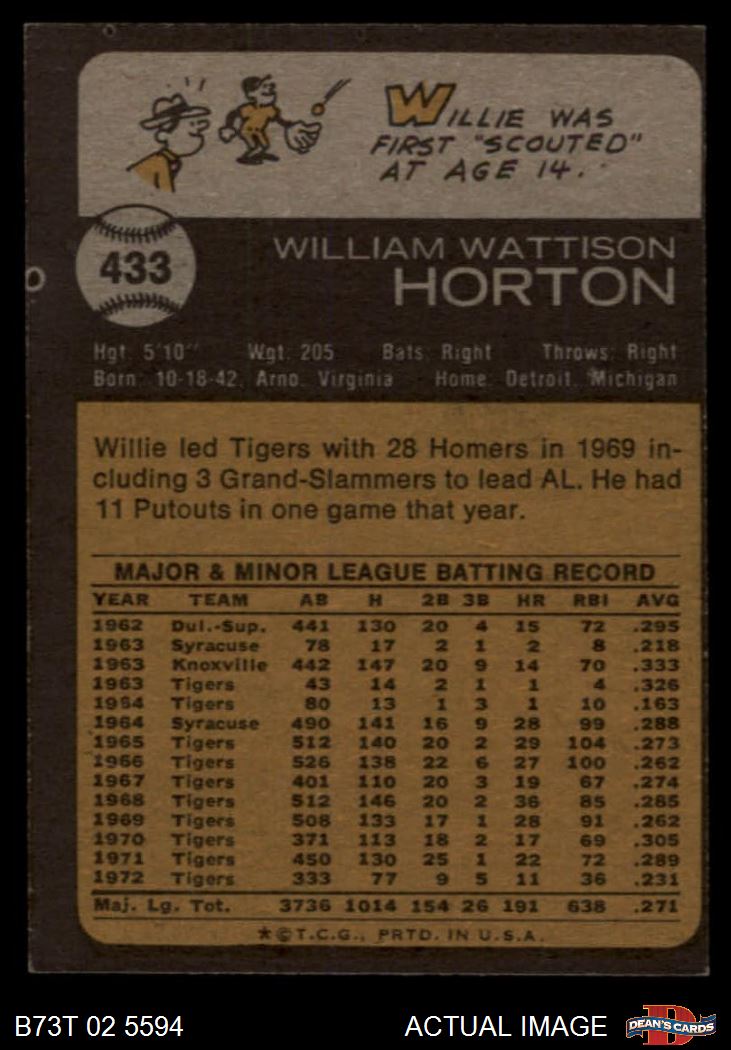 WILLIE WAS
FIRST "SCOUTED"
AT AGE 14.
433
WILLIAM WATTISON
HORTON
Hgt: 5'10" Wgt: 205 Bats: Right Throws: Right
Born: 10-18-42, Arno, Virginia Home: Detroit, Michigan
Willie led Tigers with 28 Homers in 1969 in-
cluding 3 Grand-Slammers to lead AL. He had
11 Putouts in one game that year.
MAJOR & MINOR LEAGUE BATTING RECORD
YEAR TEAM AB H 2B 3B HR RBI AVG
1962 Dul.-Sup. 441 130 20 4 15 72 .295
1963 Syracuse 78 17 2 1 2 8 .218
1963 Knoxville 442 147 20 9 14 70 .333
1963 Tigers 43 14 2 1 1 4 .326
1964 Tigers 80 13 1 3 1 10 .163
1964 Syracuse 490 141 16 9 28 99 .288
1965 Tigers 512 140 20 2 29 104 .273
1966 Tigers 526 138 22 6 27 100 .262
1967 Tigers 401 110 20 3 19 67 .274
1968 Tigers 512 146 20 2 36 85 .285
1969 Tigers 508 133 17 1 28 91 .262
1970 Tigers 371 113 18 2 17 69 .305
1971 Tigers 450 130 25 1 22 72 .289
1972 Tigers 333 77 9 5 11 36 .231
Maj. Lg. Tot. 3736 1014 154 26 191 638 .271
*©T.C.G., PRTD. IN U.S.A.
B73T 02 5594 ACTUAL IMAGE DEAN'S CARDS